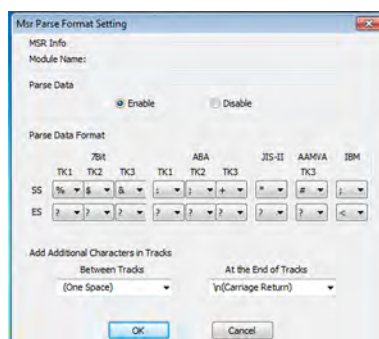 Msr Parse Format Setting
MSR Info
Module Name:
Parse Data
Enable Disable
Parse Data Format
7Bit ABA JIS-II AAMVA IBM
TK1 TK2 TK3 TK1 TK2 TK3 TK3
SS % $ & ; ; + * # ;
ES ? ? ? ? ? ? ? ? <
Add Additional Characters in Tracks
Between Tracks At the End of Tracks
(One Space) \n(Carriage Return)
OK Cancel